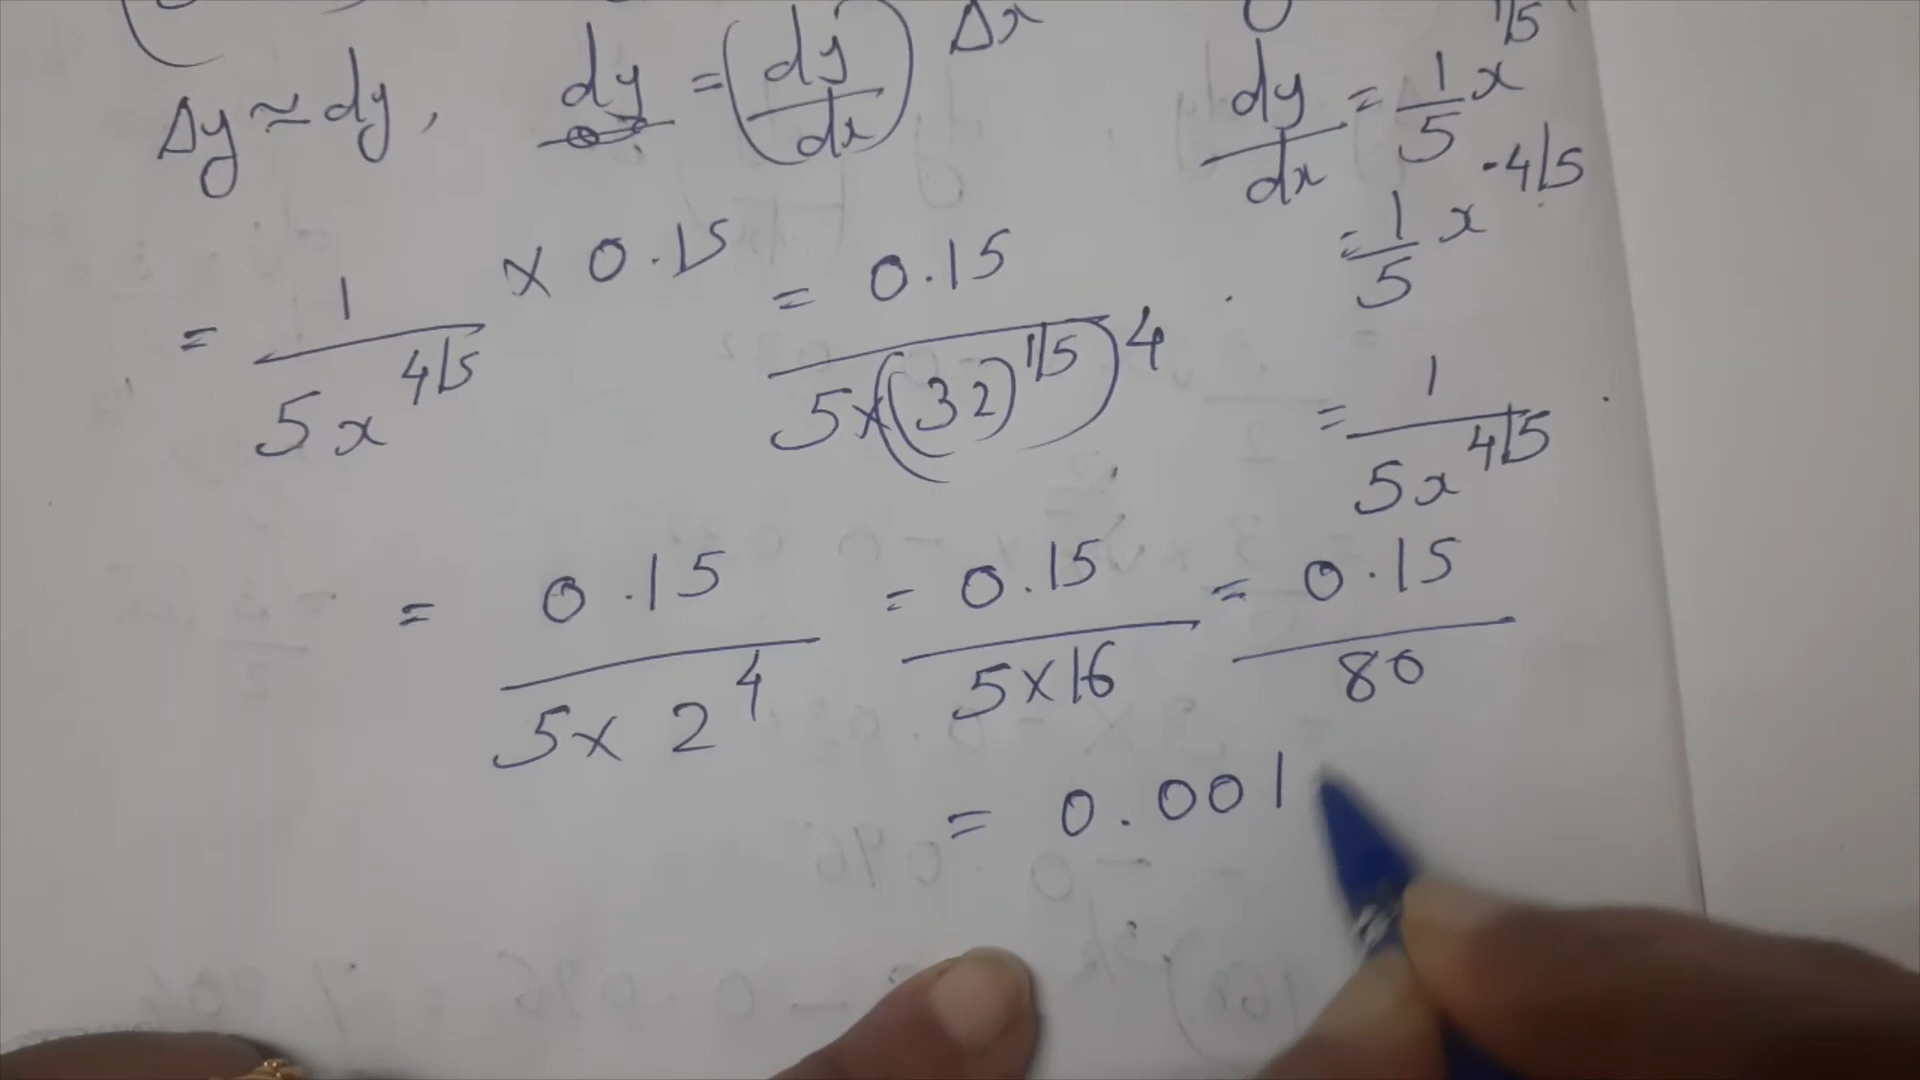 Δy ≃ dy, dy = (dy/dx) Δx
dy/dx = 1/5 x^1/5
= 1/5 x^-4/5
= 1/5x^4/5 × 0.15 = 0.15/5×((32)^1/5)^4
= 1/5x^4/5
= 0.15/5× 2^4 = 0.15/5×16 = 0.15/80
= 0.001